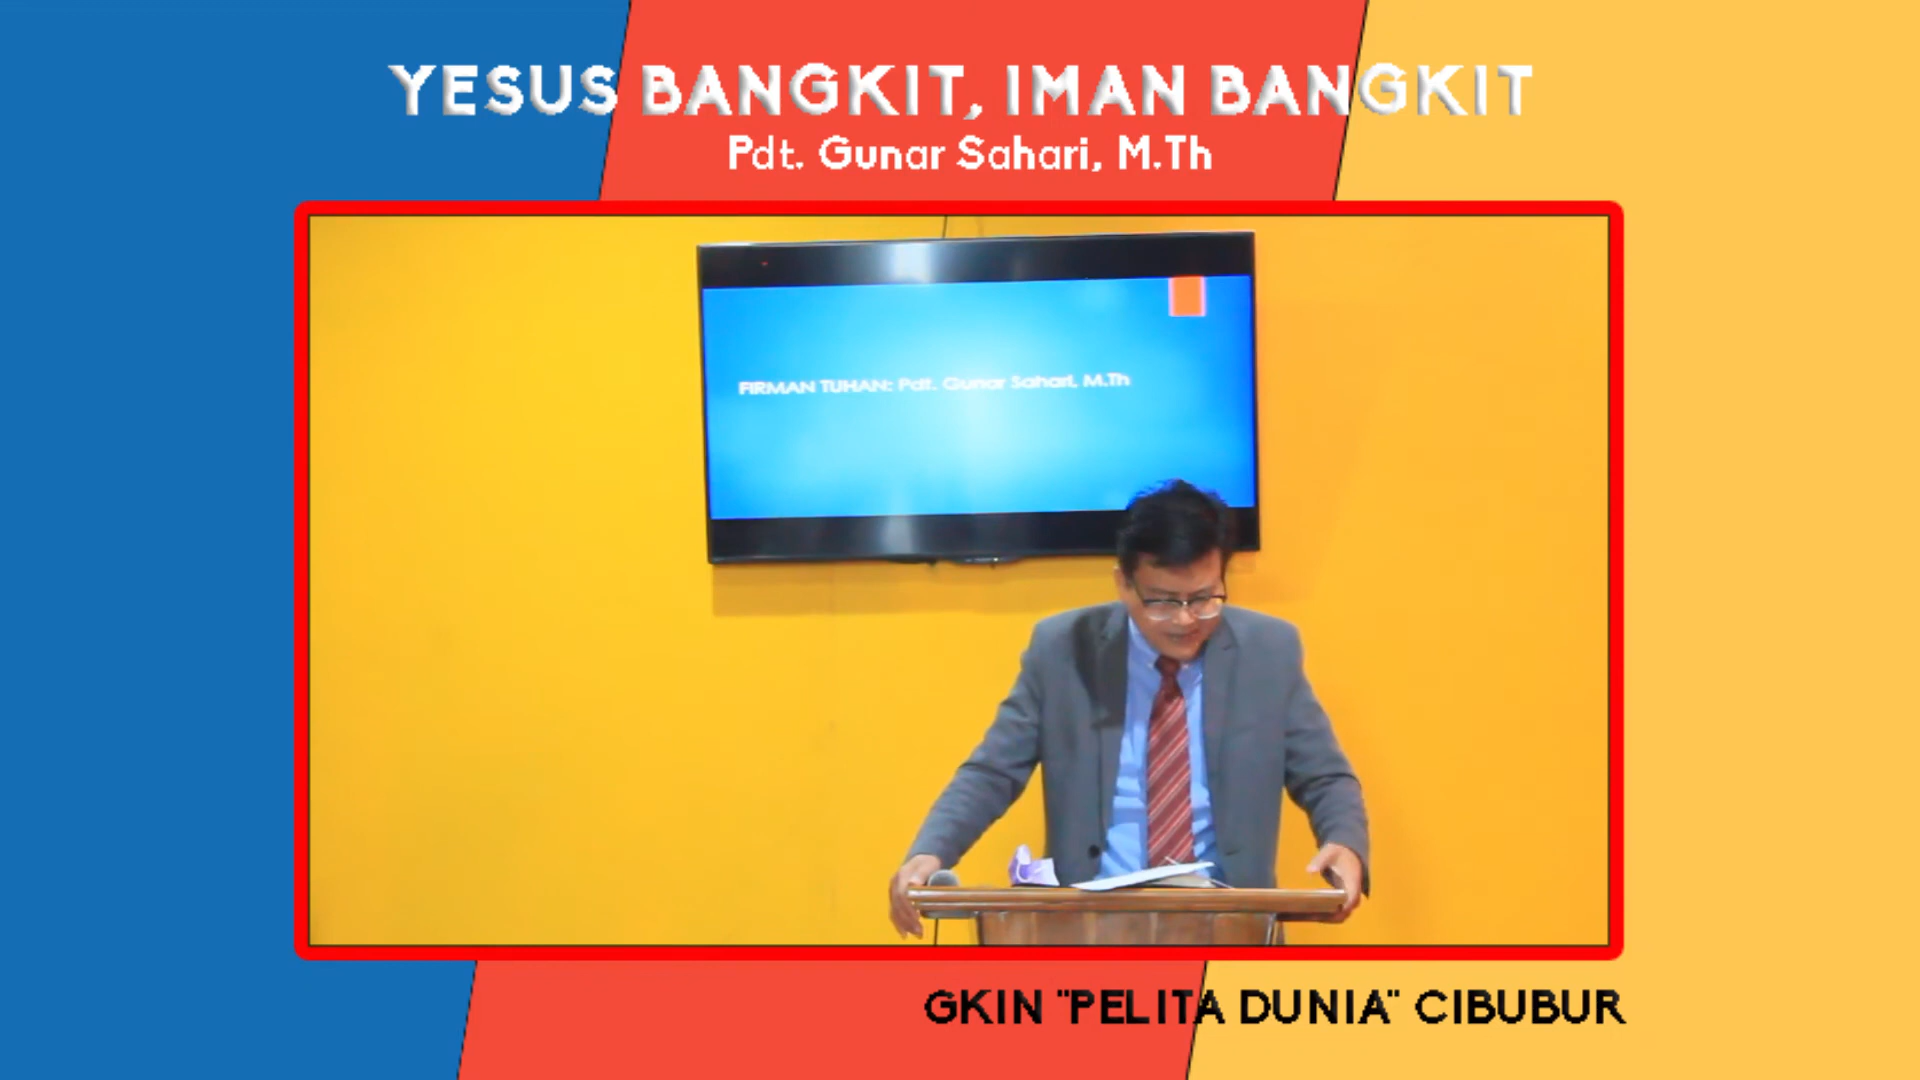 YESUS BANGKIT, IMAN BANGKIT
Pdt. Gunar Sahari, M.Th
FIRMAN TUHAN: Pdt. Gunar Sahari, M.Th
GKIN "PELITA DUNIA" CIBUBUR